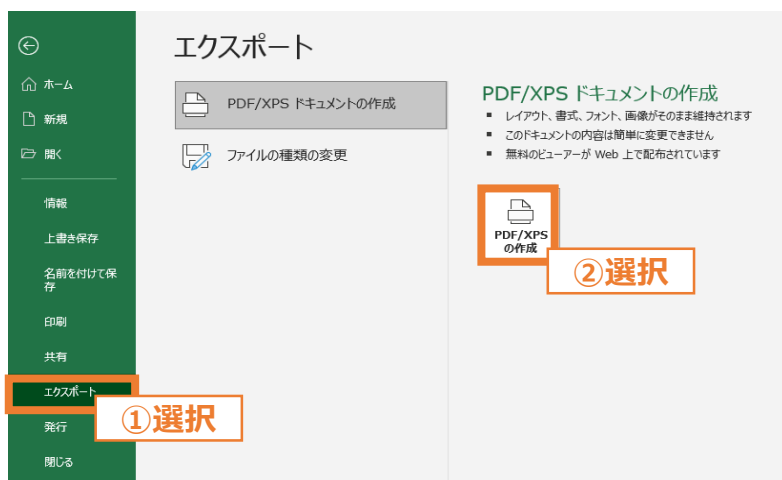 エクスポート
ホーム
新規
開く
情報
上書き保存
名前を付けて保
存
印刷
共有
エクスポート
①選択
発行
閉じる
PDF/XPS ドキュメントの作成
ファイルの種類の変更
PDF/XPS ドキュメントの作成
▪ レイアウト、書式、フォント、画像がそのまま維持されます
▪ このドキュメントの内容は簡単に変更できません
▪ 無料のビューアーが Web 上で配布されています
PDF/XPS
の作成
②選択